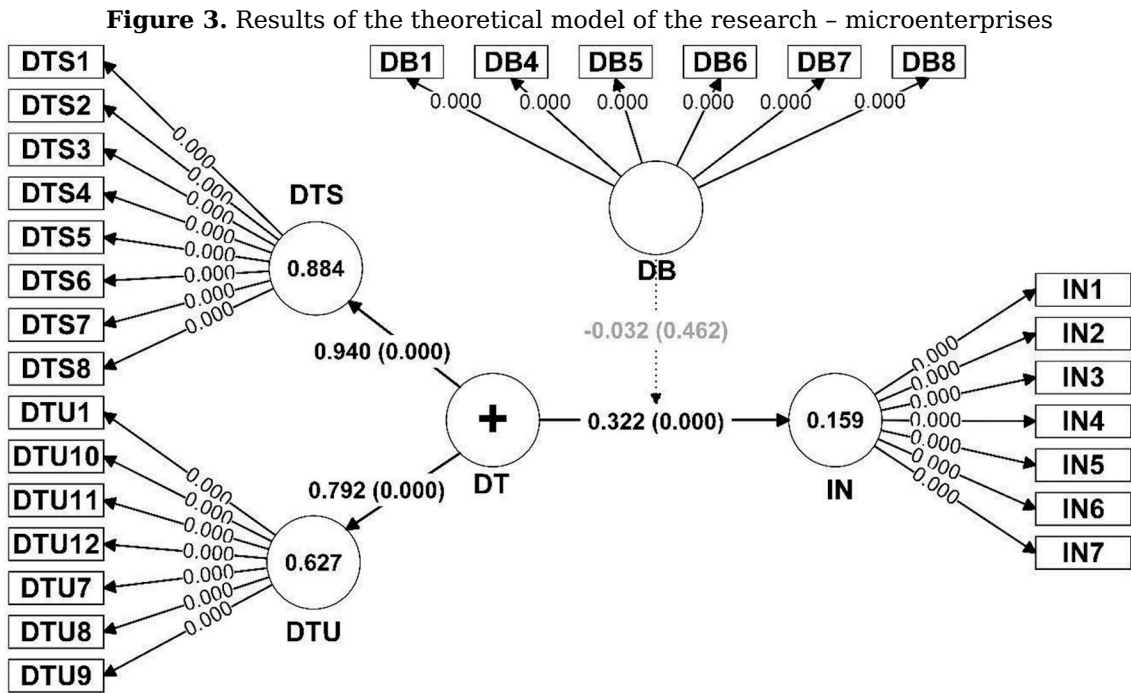 Figure 3. Results of the theoretical model of the research – microenterprises
DTS1
DTS2
DTS3
DTS4
DTS5
DTS6
DTS7
DTS8
0.000
0.000
0.000
0.000
0.000
0.000
0.000
0.000
DTS
0.884
DB1
DB4
DB5
DB6
DB7
DB8
0.000
0.000
0.000
0.000
0.000
0.000
DB
-0.032 (0.462)
0.940 (0.000)
+
DT
0.322 (0.000)
0.792 (0.000)
0.159
IN
0.000
0.000
0.000
0.000
0.000
0.000
0.000
IN1
IN2
IN3
IN4
IN5
IN6
IN7
DTU1
DTU10
DTU11
DTU12
DTU7
DTU8
DTU9
0.000
0.000
0.000
0.000
0.000
0.000
0.000
0.627
DTU